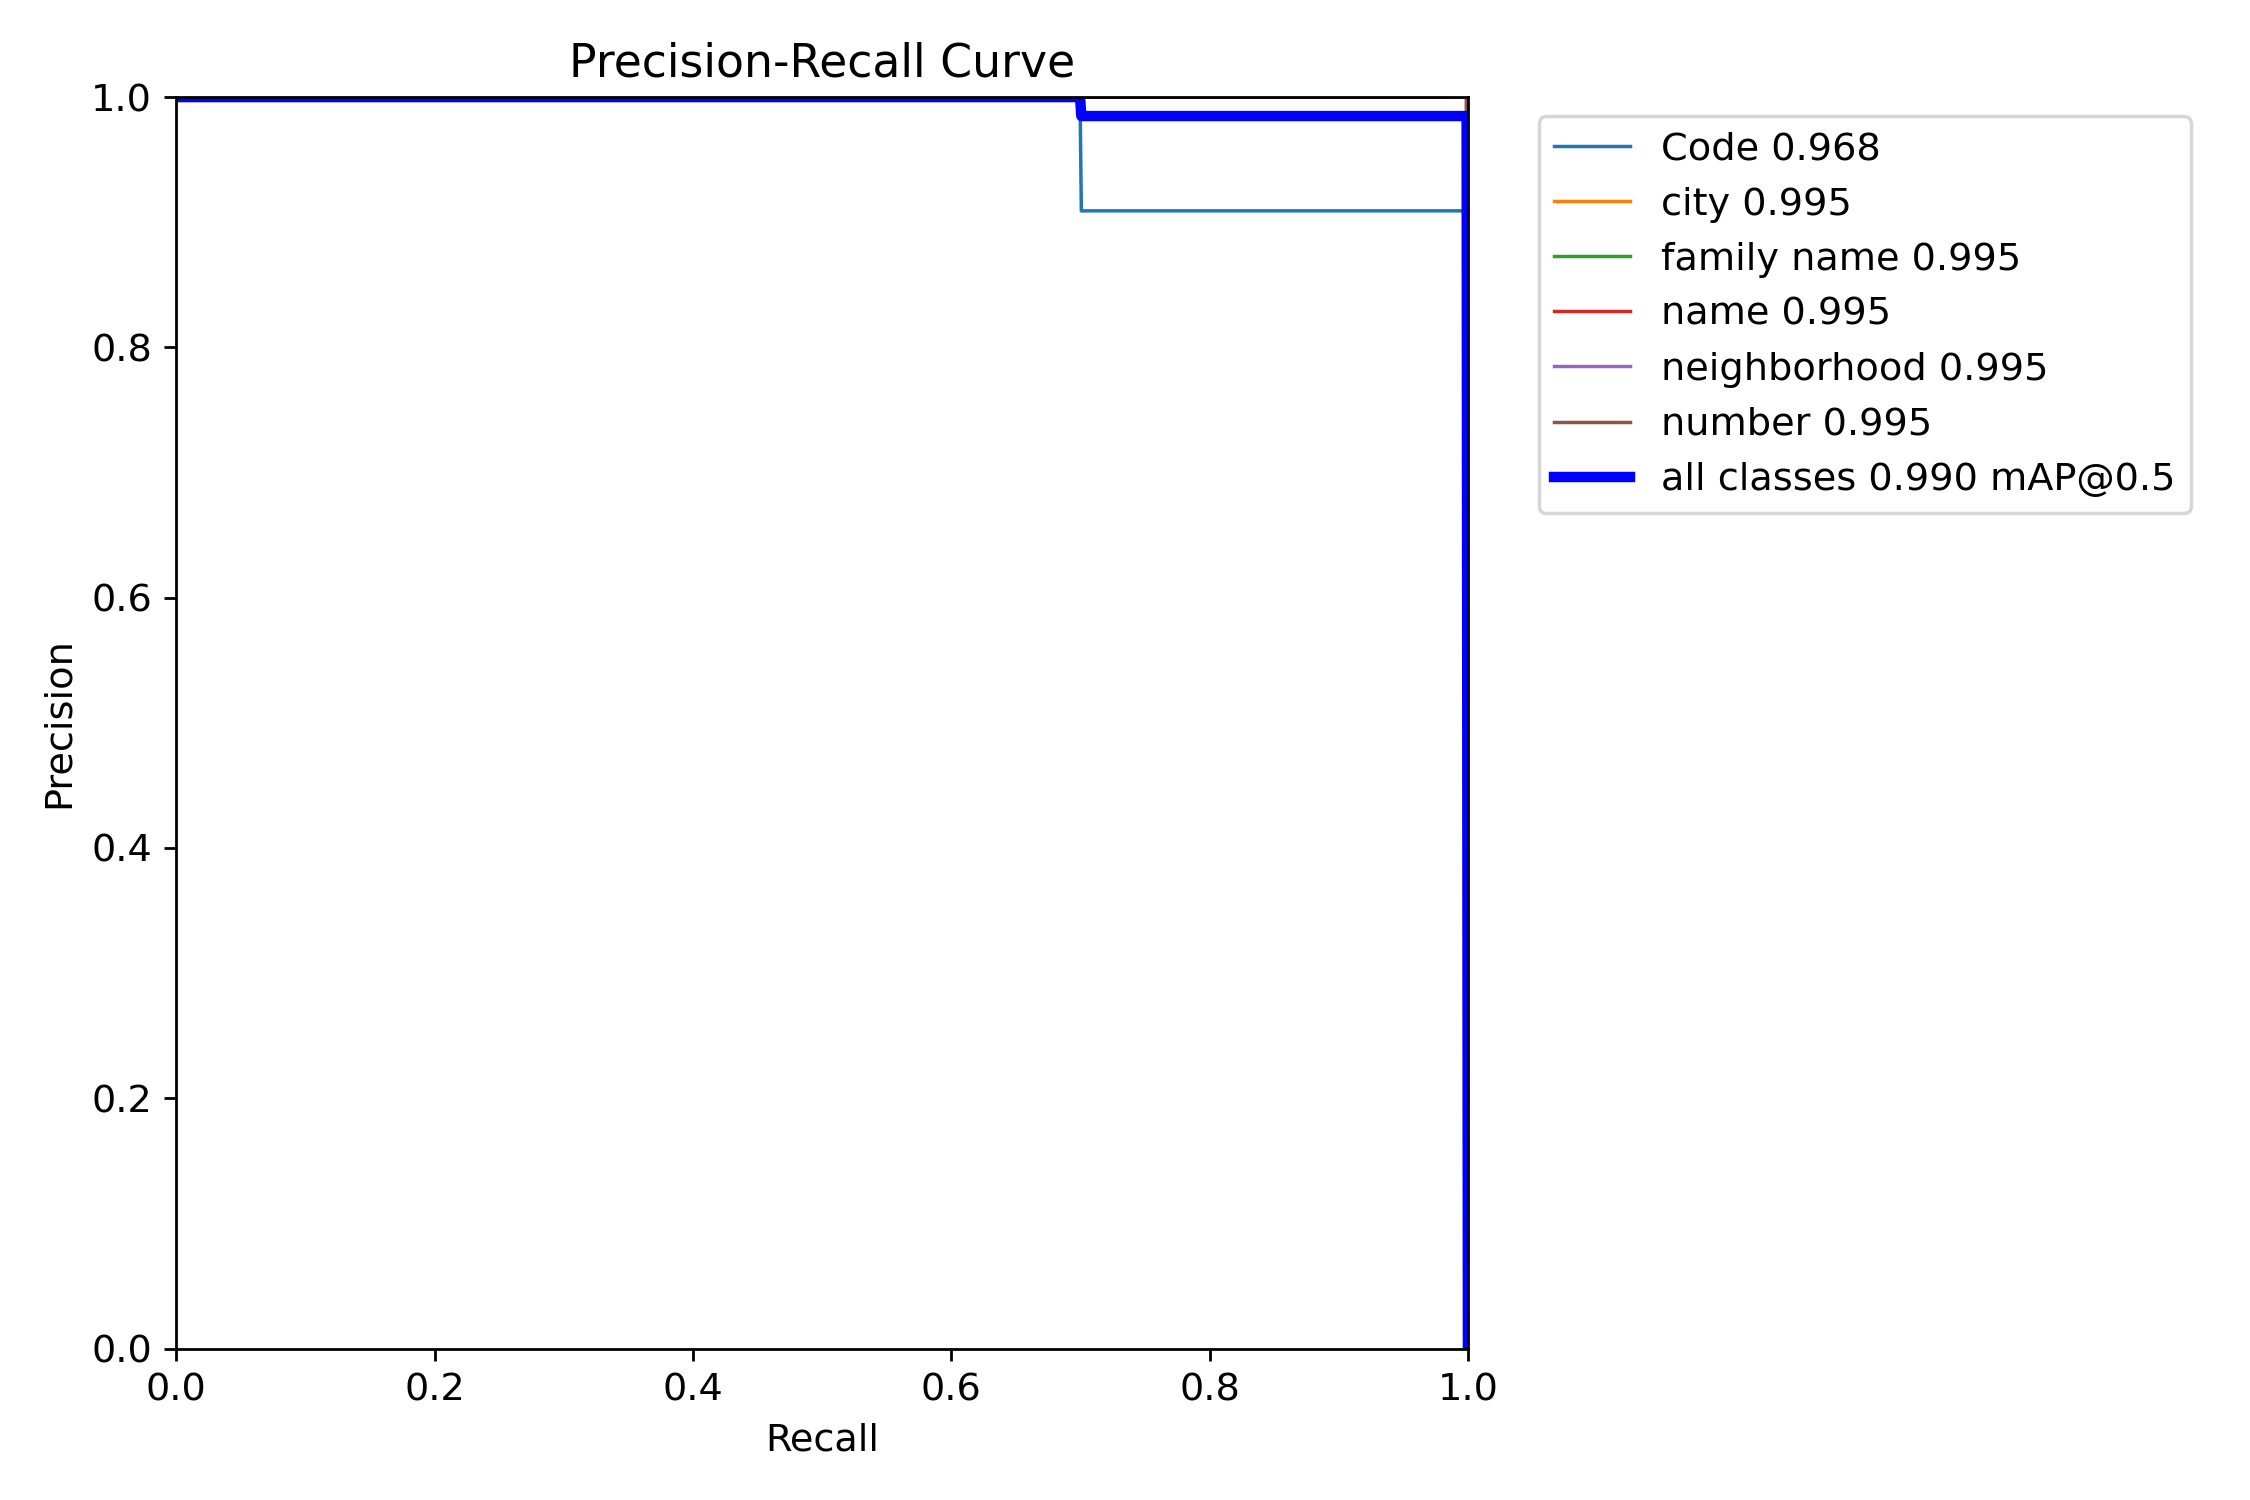 Precision-Recall Curve
1.0
0.8
0.6
0.4
0.2
0.0
Precision
0.0 0.2 0.4 0.6 0.8 1.0
Recall
Code 0.968
city 0.995
family name 0.995
name 0.995
neighborhood 0.995
number 0.995
all classes 0.990 mAP@0.5